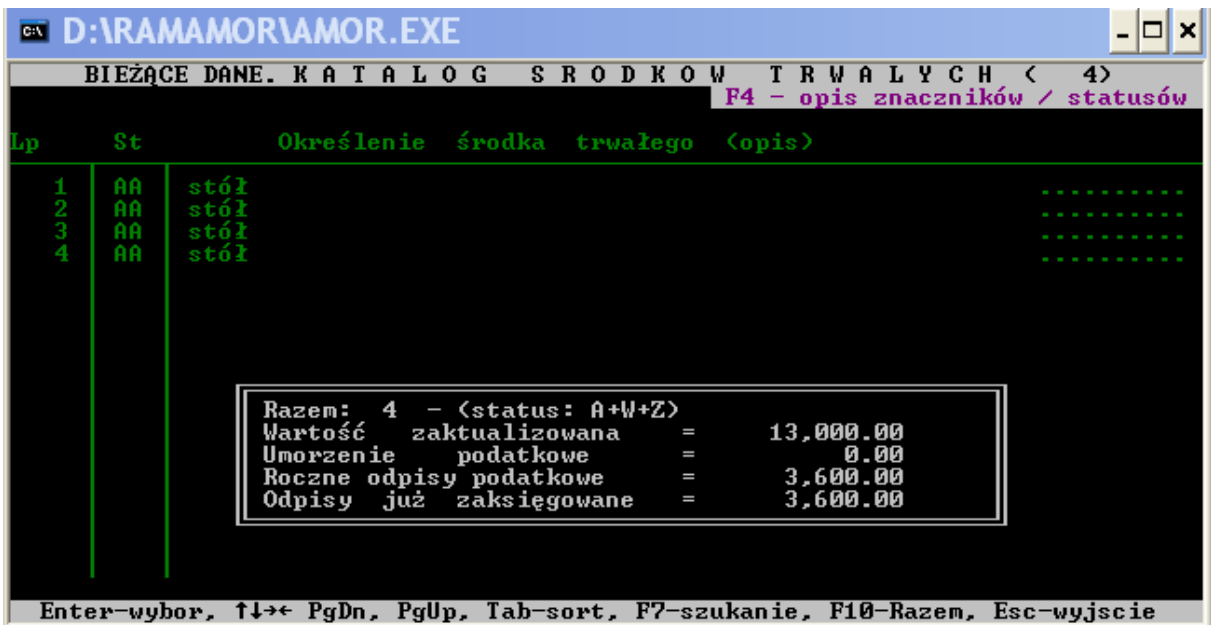 D:\RAMAMOR\AMOR.EXE
BIEŻĄCE DANE. K A T A L O G S R O D K O W T R W A L Y C H ( 4)
F4 - opis znaczników / statusów
Lp St Określenie środka trwałego (opis)
1 AA stół ..........
2 AA stół ..........
3 AA stół ..........
4 AA stół ..........
Razem: 4 - (status: A+W+Z)
Wartość zaktualizowana = 13,000.00
Umorzenie podatkowe = 0.00
Roczne odpisy podatkowe = 3,600.00
Odpisy już zaksięgowane = 3,600.00
Enter-wybor, ↑↓→← PgDn, PgUp, Tab-sort, F7-szukanie, F10-Razem, Esc-wyjscie